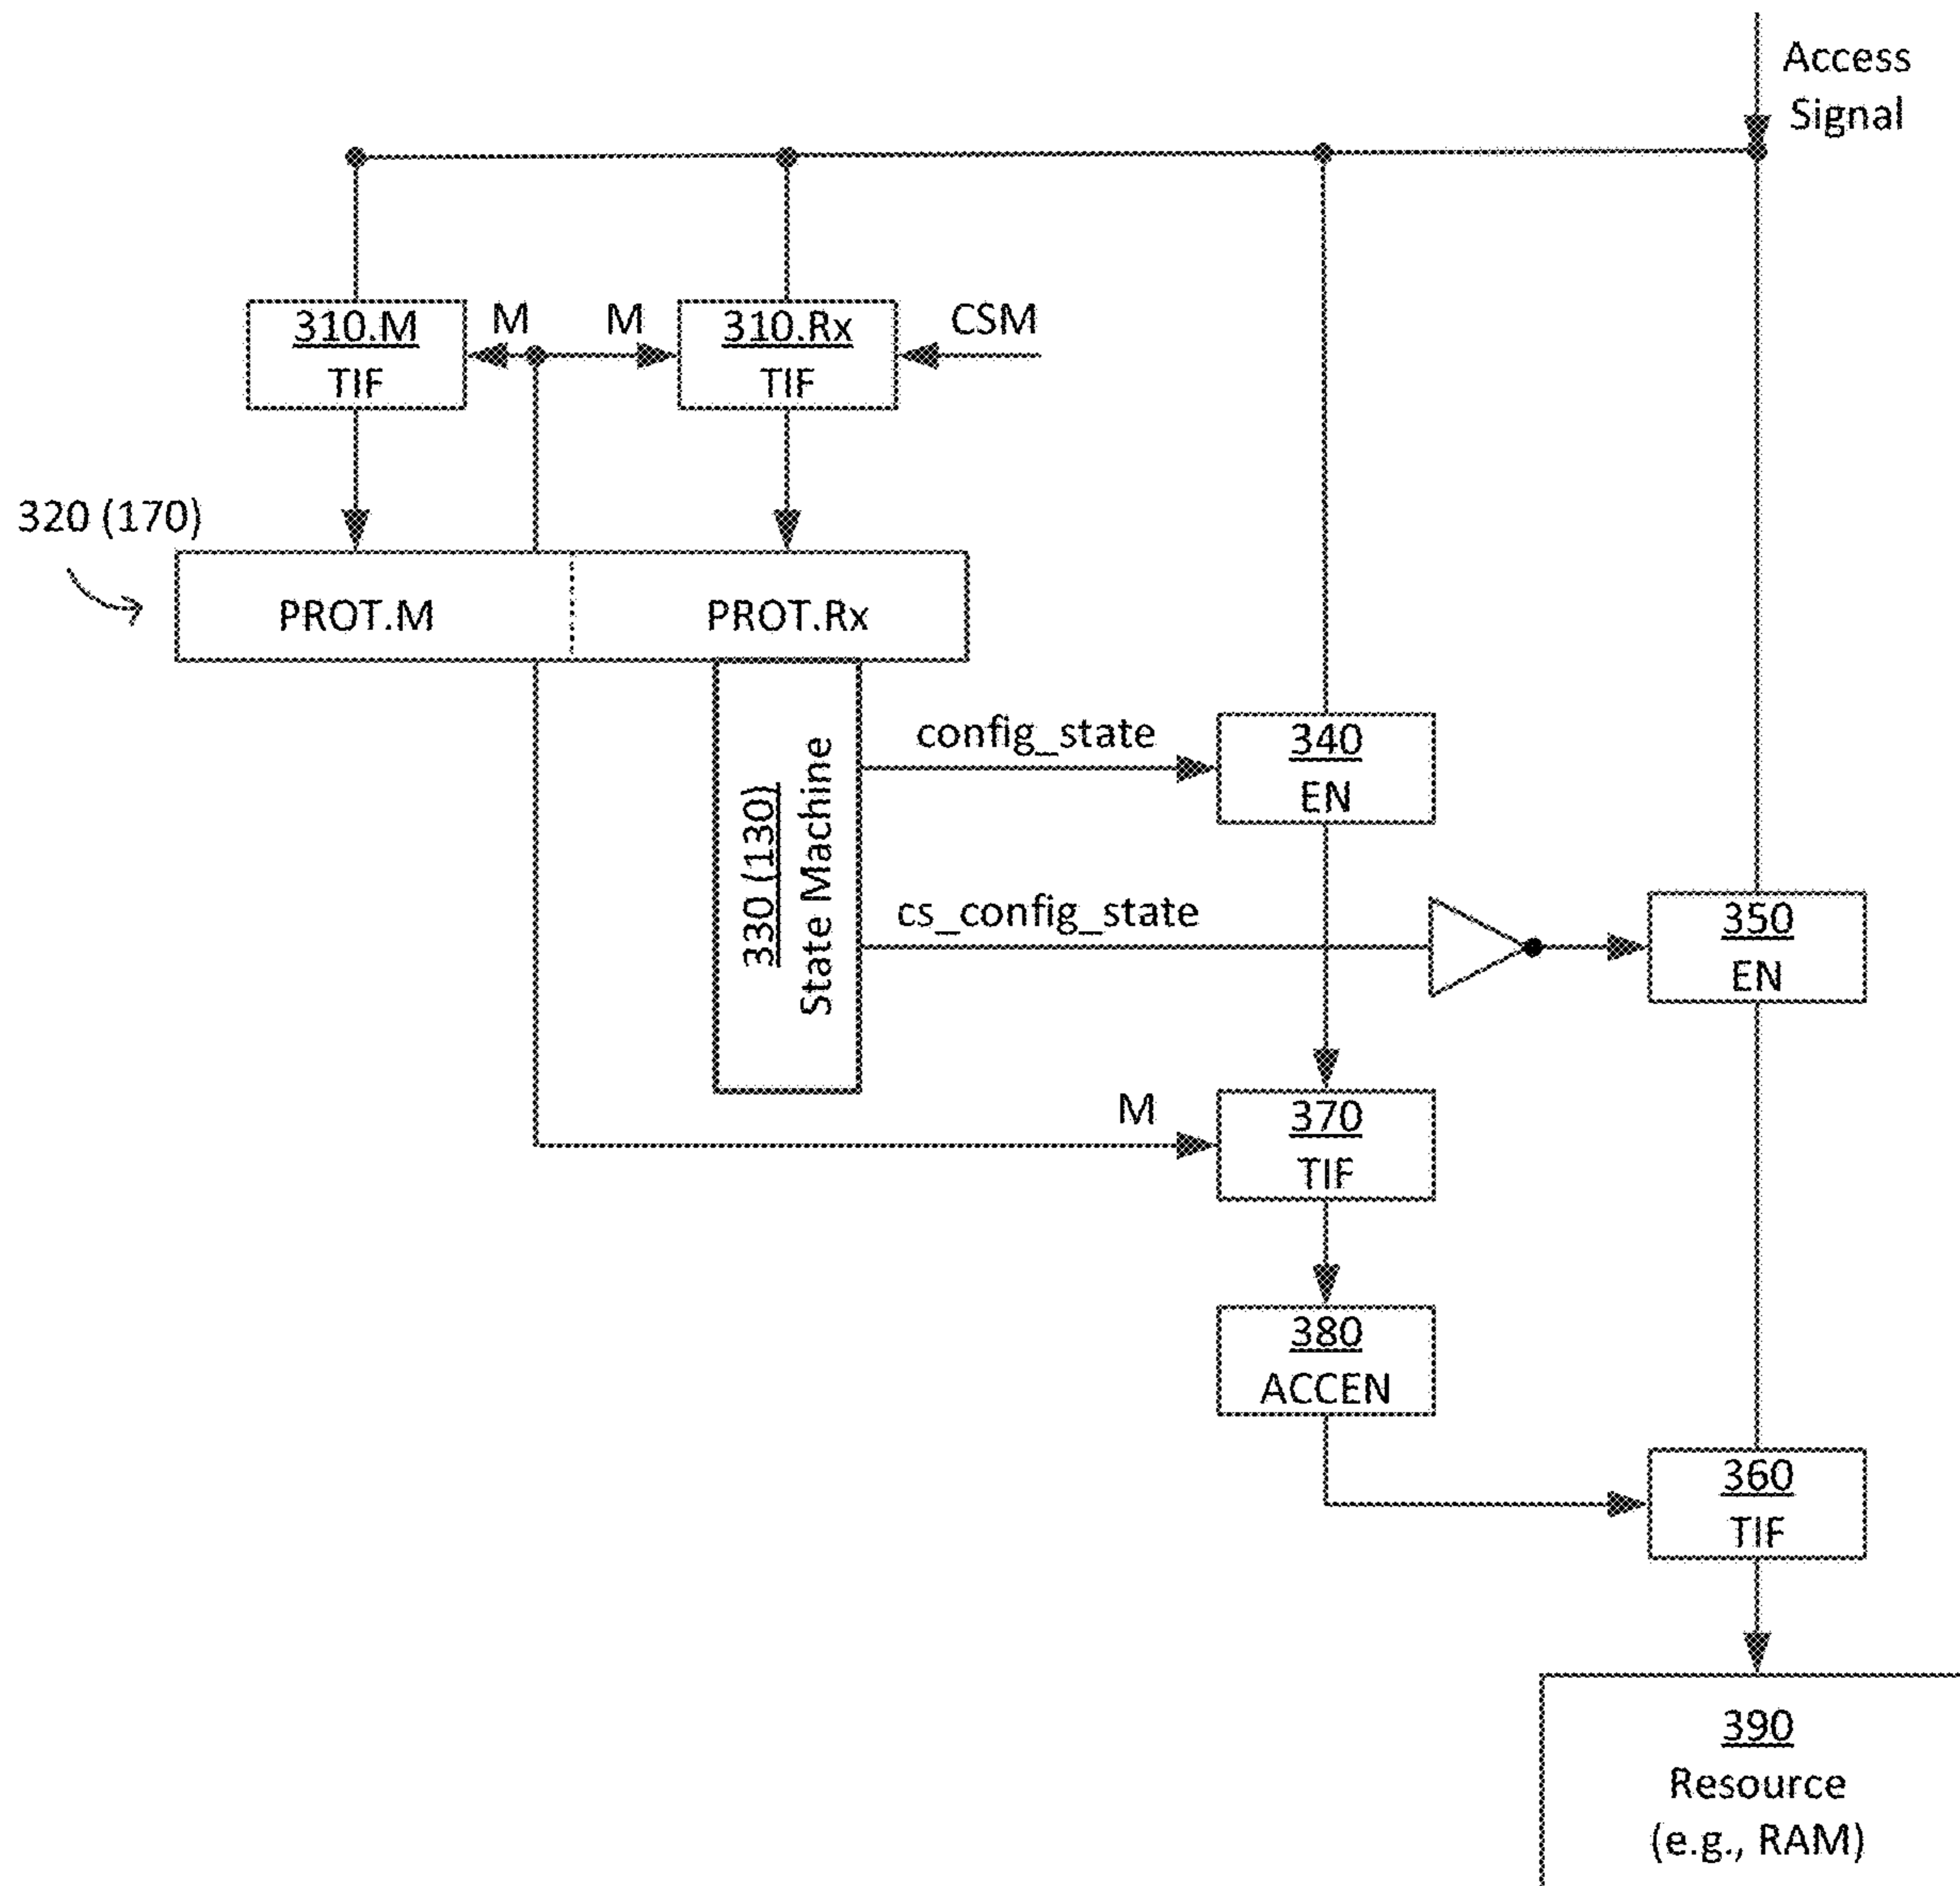 Access
Signal
310.M
TIF
M
M
310.Rx
TIF
CSM
320 (170)
PROT.M
PROT.Rx
330 (130)
State Machine
config_state
340
EN
cs_config_state
350
EN
M
370
TIF
380
ACCEN
360
TIF
390
Resource
(e.g., RAM)